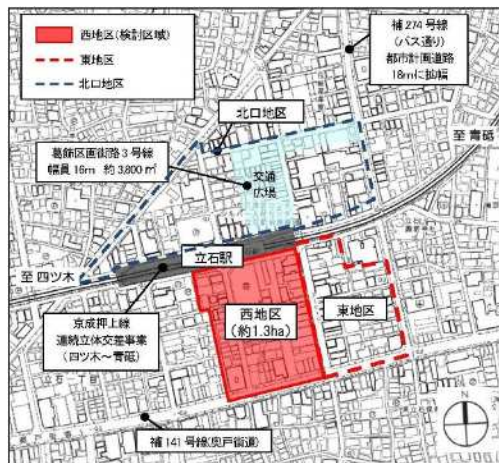 西地区(検討区域)
東地区
北口地区
補274号線
(バス通り)
都市計画道路
18mに拡幅
北口地区
至 青砥
葛飾区画街路3号線
幅員16m 約3,800㎡
交通
広場
立石駅
至 四ツ木
西地区
(約1.3ha)
東地区
京成押上線
連続立体交差事業
(四ツ木~青砥)
補141号線(奥戸街道)